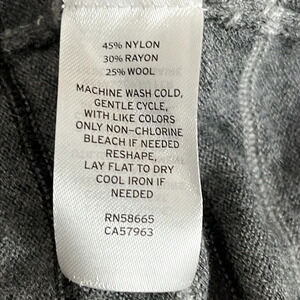 45% NYLON
30% RAYON
25% WOOL
MACHINE WASH COLD,
GENTLE CYCLE,
WITH LIKE COLORS
ONLY NON-CHLORINE
BLEACH IF NEEDED
RESHAPE,
LAY FLAT TO DRY
COOL IRON IF
NEEDED
RN58665
CA57963